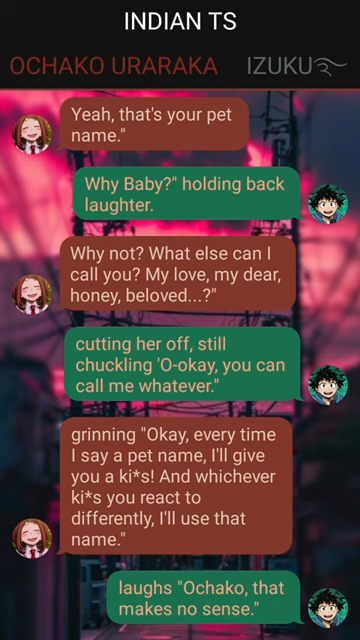 INDIAN TS
OCHAKO URARAKA IZUKU
Yeah, that's your pet
name."
Why Baby?" holding back
laughter.
Why not? What else can I
call you? My love, my dear,
honey, beloved...?"
cutting her off, still
chuckling 'O-okay, you can
call me whatever."
grinning "Okay, every time
I say a pet name, I'll give
you a ki*s! And whichever
ki*s you react to
differently, I'll use that
name."
laughs "Ochako, that
makes no sense."